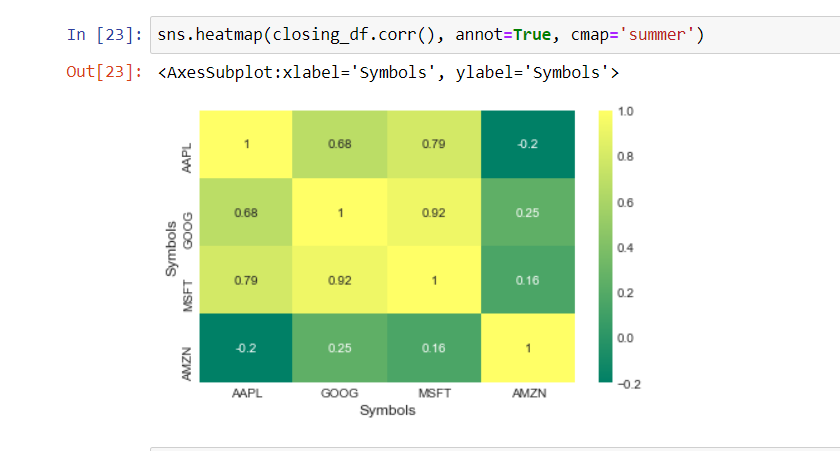 In [23]: sns.heatmap(closing_df.corr(), annot=True, cmap='summer')
Out[23]: <AxesSubplot:xlabel='Symbols', ylabel='Symbols'>
1.0
AAPL 1 0.68 0.79 -0.2
0.8
0.6
GOOG 0.68 1 0.92 0.25
Symbols
0.4
MSFT 0.79 0.92 1 0.16
0.2
0.0
AMZN -0.2 0.25 0.16 1
-0.2
AAPL GOOG MSFT AMZN
Symbols